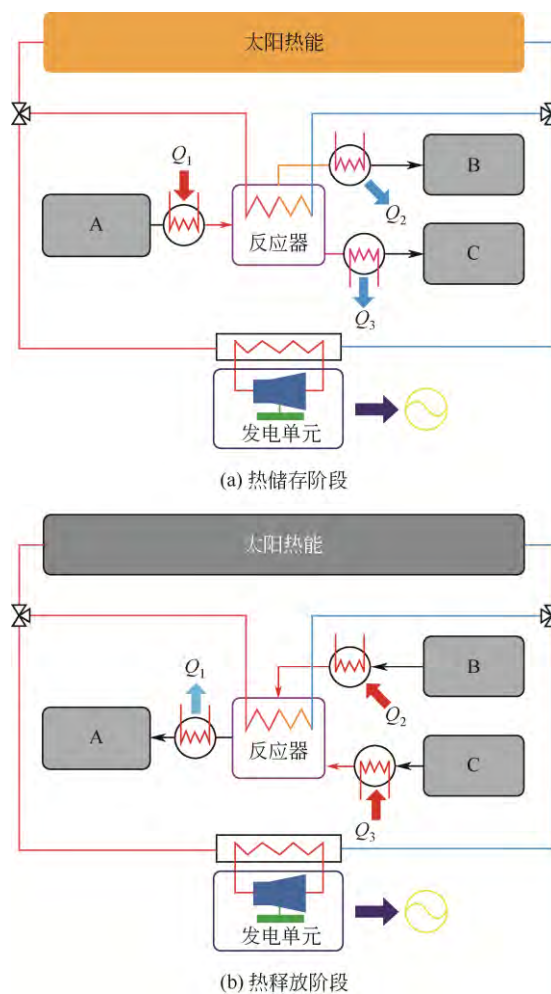 太阳热能
Q1
A
B
Q2
反应器
C
Q3
发电单元
(a) 热储存阶段
太阳热能
Q1
B
A
Q2
反应器
C
Q3
发电单元
(b) 热释放阶段